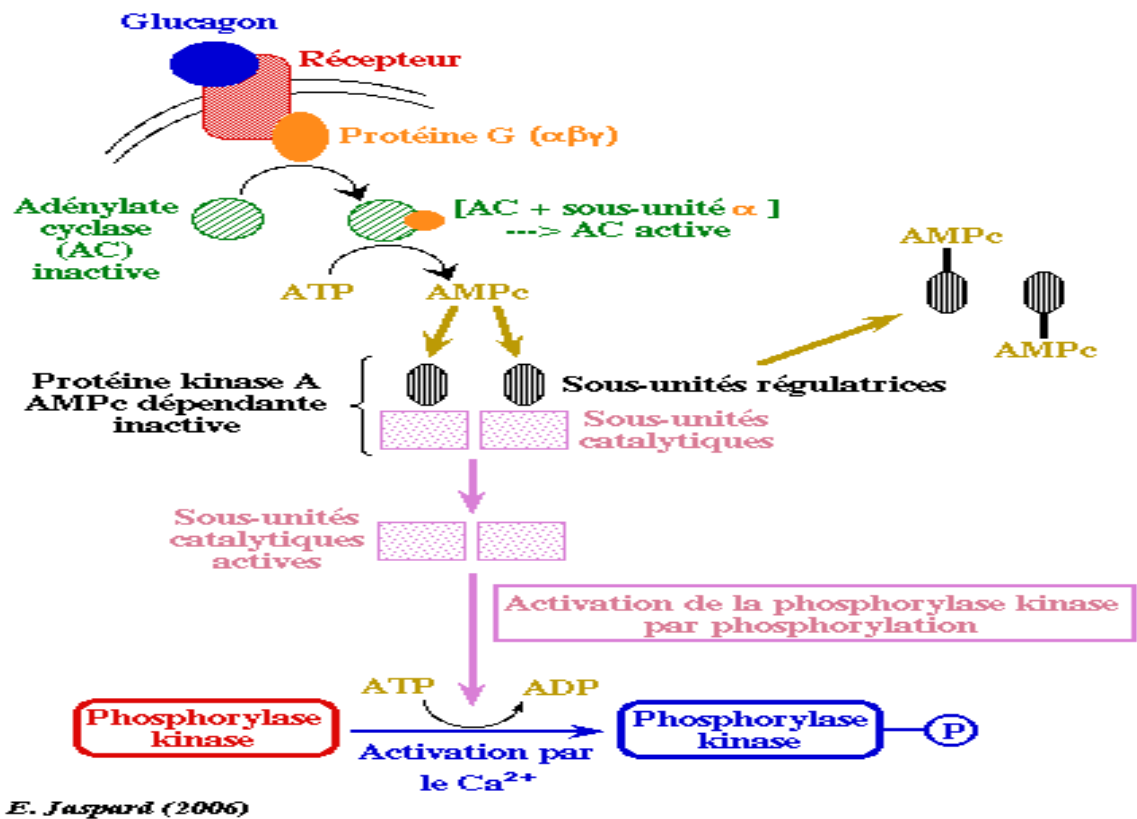 Glucagon
Récepteur
Protéine G (αβγ)
Adénylate
cyclase
(AC)
inactive
[AC + sous-unité α ]
---> AC active
ATP
AMPc
AMPc
AMPc
Protéine kinase A
AMPc dépendante
inactive
Sous-unités régulatrices
Sous-unités
catalytiques
Sous-unités
catalytiques
actives
Activation de la phosphorylase kinase
par phosphorylation
ATP
ADP
Phosphorylase
kinase
Activation par
le Ca²⁺
Phosphorylase
kinase
P
E. Jaspard (2006)